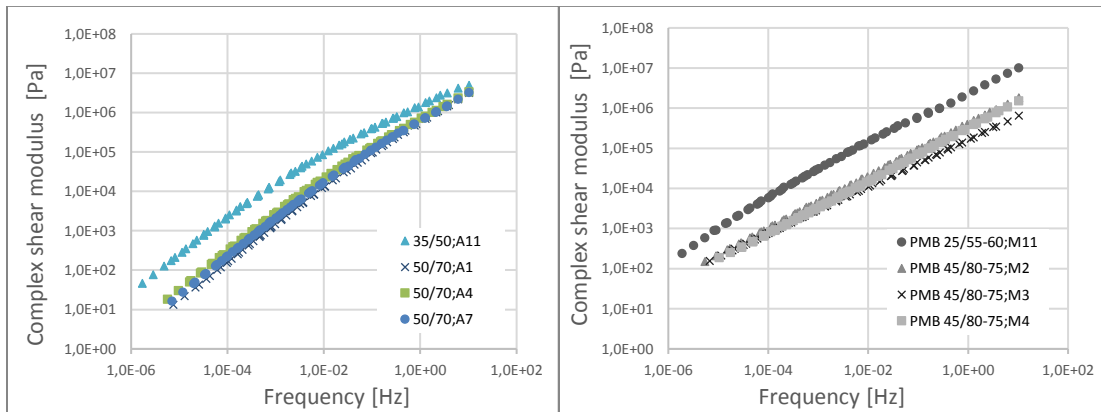 1,0E+08
1,0E+07
1,0E+06
1,0E+05
1,0E+04
1,0E+03
1,0E+02
1,0E+01
1,0E+00
Complex shear modulus [Pa]
35/50;A11
50/70;A1
50/70;A4
50/70;A7
1,0E-06 1,0E-04 1,0E-02 1,0E+00 1,0E+02
Frequency [Hz]
1,0E+08
1,0E+07
1,0E+06
1,0E+05
1,0E+04
1,0E+03
1,0E+02
1,0E+01
1,0E+00
Complex shear modulus [Pa]
PMB 25/55-60;M11
PMB 45/80-75;M2
PMB 45/80-75;M3
PMB 45/80-75;M4
1,0E-06 1,0E-04 1,0E-02 1,0E+00 1,0E+02
Frequency [Hz]